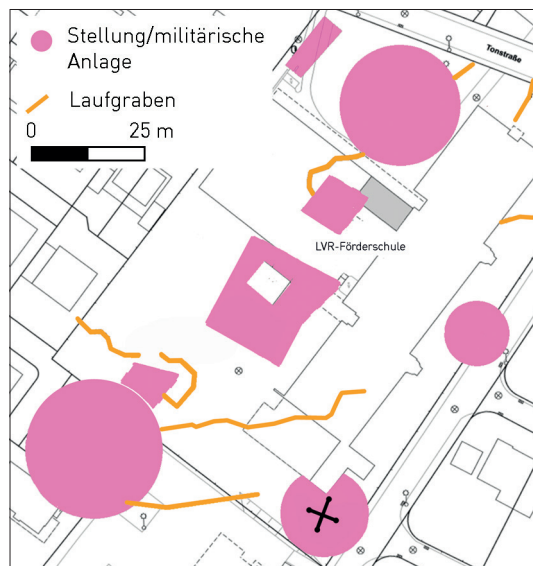 Stellung/militärische
Anlage
Laufgraben
0 25 m
Tonstraße
LVR-Förderschule